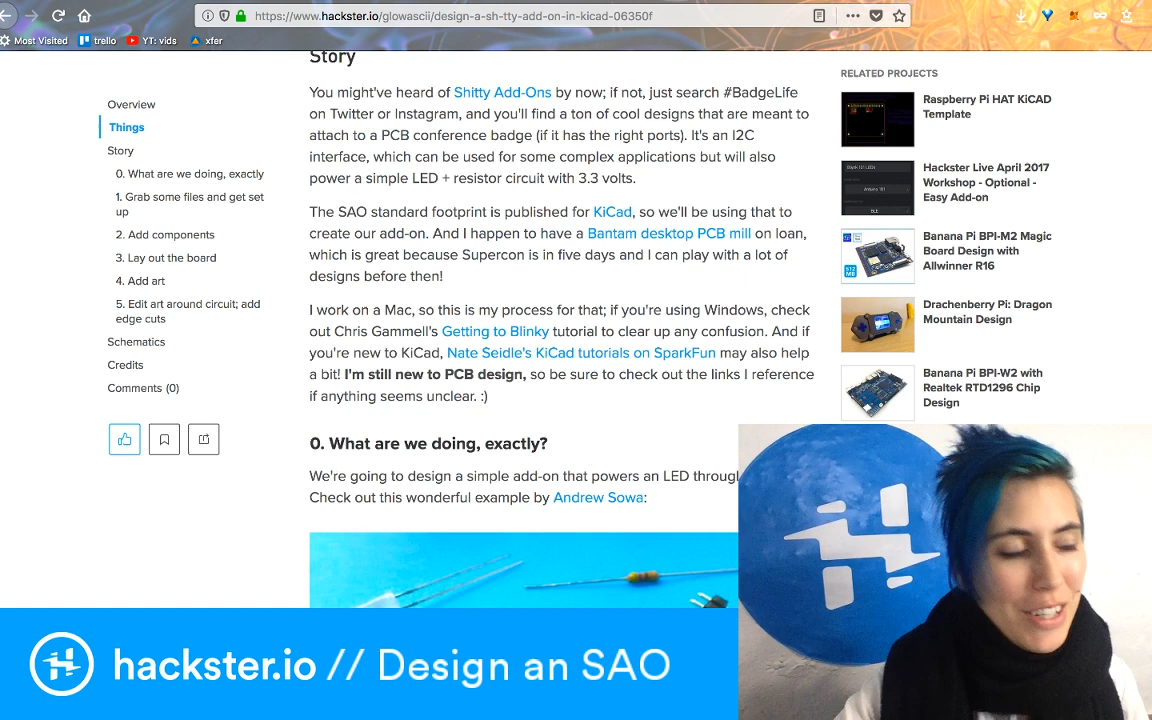 https://www.hackster.io/glowascii/design-a-sh-tty-add-on-in-kicad-06350f
Most Visited
trello
YT: vids
xfer
Overview
Things
Story
0. What are we doing, exactly
1. Grab some files and get set
up
2. Add components
3. Lay out the board
4. Add art
5. Edit art around circuit; add
edge cuts
Schematics
Credits
Comments (0)
Story
You might've heard of Shitty Add-Ons by now; if not, just search #BadgeLife
on Twitter or Instagram, and you'll find a ton of cool designs that are meant to
attach to a PCB conference badge (if it has the right ports). It's an I2C
interface, which can be used for some complex applications but will also
power a simple LED + resistor circuit with 3.3 volts.
The SAO standard footprint is published for KiCad, so we'll be using that to
create our add-on. And I happen to have a Bantam desktop PCB mill on loan,
which is great because Supercon is in five days and I can play with a lot of
designs before then!
I work on a Mac, so this is my process for that; if you're using Windows, check
out Chris Gammell's Getting to Blinky tutorial to clear up any confusion. And if
you're new to KiCad, Nate Seidle's KiCad tutorials on SparkFun may also help
a bit! I'm still new to PCB design, so be sure to check out the links I reference
if anything seems unclear. :)
0. What are we doing, exactly?
We're going to design a simple add-on that powers an LED through
Check out this wonderful example by Andrew Sowa:
RELATED PROJECTS
Raspberry Pi HAT KiCAD
Template
Hackster Live April 2017
Workshop - Optional -
Easy Add-on
Banana Pi BPI-M2 Magic
Board Design with
Allwinner R16
Drachenberry Pi: Dragon
Mountain Design
Banana Pi BPI-W2 with
Realtek RTD1296 Chip
Design
hackster.io // Design an SAO